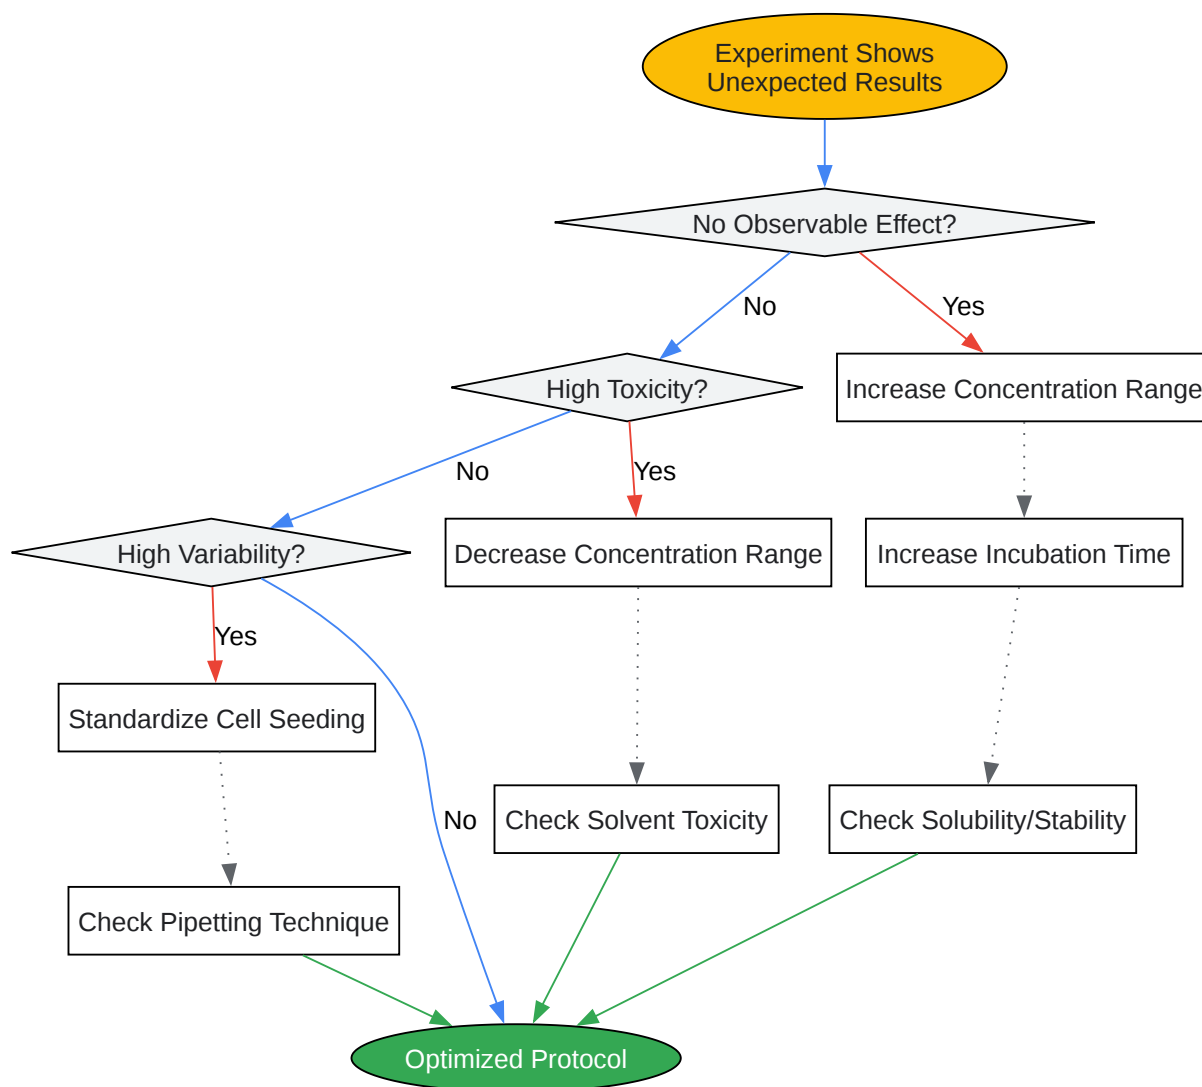 Experiment Shows
Unexpected Results
No Observable Effect?
No
Yes
High Toxicity?
Increase Concentration Range
No
Yes
High Variability?
Decrease Concentration Range
Increase Incubation Time
Yes
Standardize Cell Seeding
No
Check Solvent Toxicity
Check Solubility/Stability
Check Pipetting Technique
Optimized Protocol